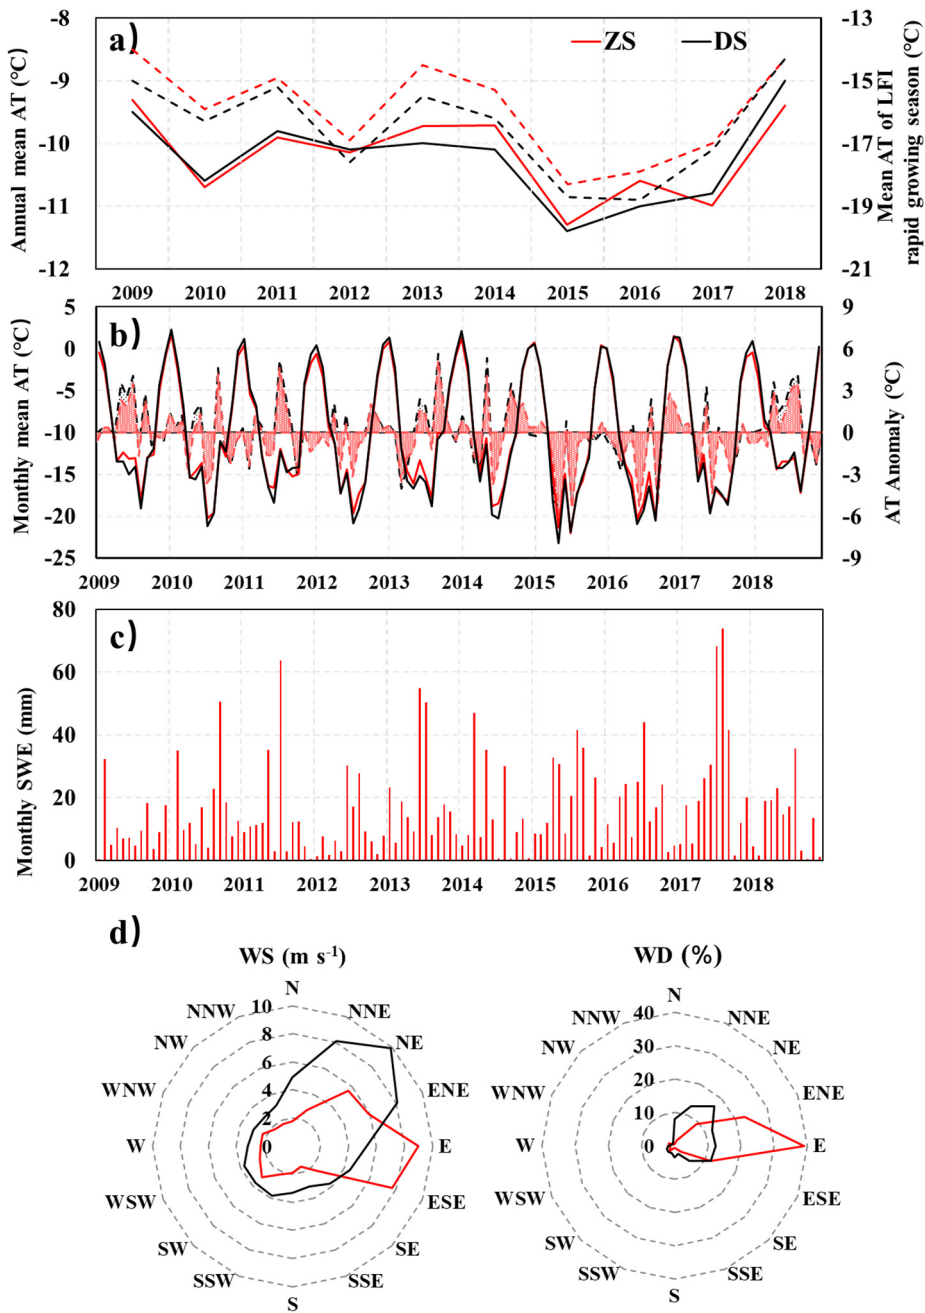 a)
ZS DS
Annual mean AT (°C)
-8
-9
-10
-11
-12
-13
-15
-17
-19
-21
Mean AT of LFI
rapid growing season (°C)
2009 2010 2011 2012 2013 2014 2015 2016 2017 2018
b)
Monthly mean AT (°C)
5
0
-5
-10
-15
-20
-25
9
6
3
0
-3
-6
-9
AT Anomaly (°C)
2009 2010 2011 2012 2013 2014 2015 2016 2017 2018
c)
Monthly SWE (mm)
80
60
40
20
0
2009 2010 2011 2012 2013 2014 2015 2016 2017 2018
d)
WS (m s-1)
N
NNE
NE
ENE
E
ESE
SE
SSE
S
SSW
SW
WSW
W
WNW
NW
NNW
10
8
6
4
2
0
WD (%)
N
NNE
NE
ENE
E
ESE
SE
SSE
S
SSW
SW
WSW
W
WNW
NW
NNW
40
30
20
10
0